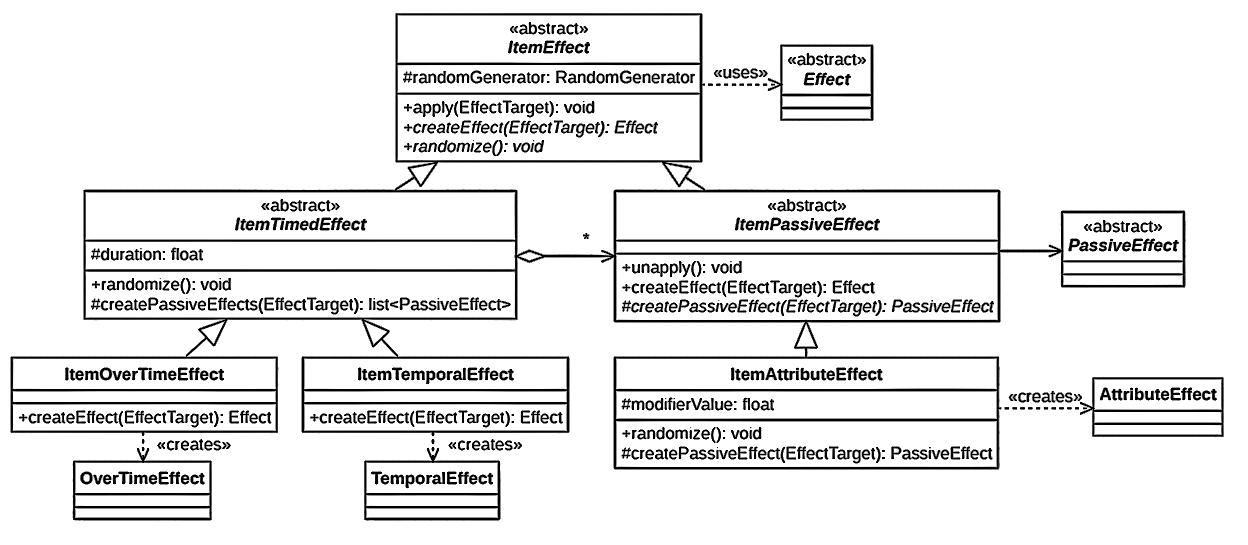 «abstract»
ItemEffect
#randomGenerator: RandomGenerator
+apply(EffectTarget): void
+createEffect(EffectTarget): Effect
+randomize(): void
«uses»
«abstract»
Effect
«abstract»
ItemTimedEffect
#duration: float
+randomize(): void
#createPassiveEffects(EffectTarget): list<PassiveEffect>
*
«abstract»
ItemPassiveEffect
+unapply(): void
+createEffect(EffectTarget): Effect
#createPassiveEffect(EffectTarget): PassiveEffect
«abstract»
PassiveEffect
ItemOverTimeEffect
+createEffect(EffectTarget): Effect
«creates»
OverTimeEffect
ItemTemporalEffect
+createEffect(EffectTarget): Effect
«creates»
TemporalEffect
ItemAttributeEffect
#modifierValue: float
+randomize(): void
#createPassiveEffect(EffectTarget): PassiveEffect
«creates»
AttributeEffect